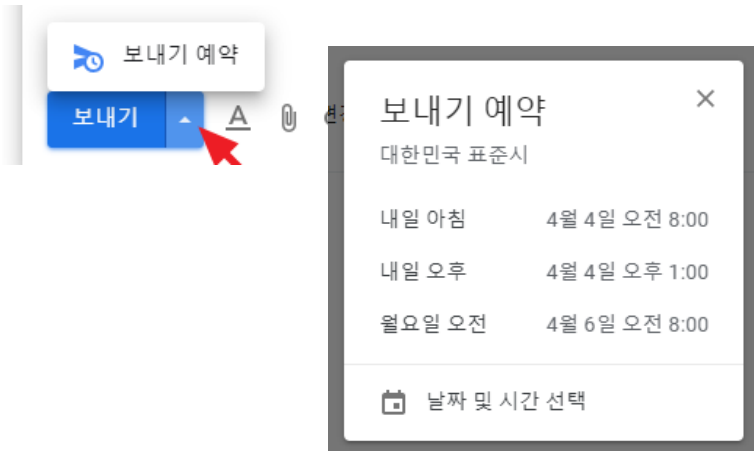 보내기 예약
보내기
A
보내기 예약
대한민국 표준시
내일 아침 4월 4일 오전 8:00
내일 오후 4월 4일 오후 1:00
월요일 오전 4월 6일 오전 8:00
날짜 및 시간 선택